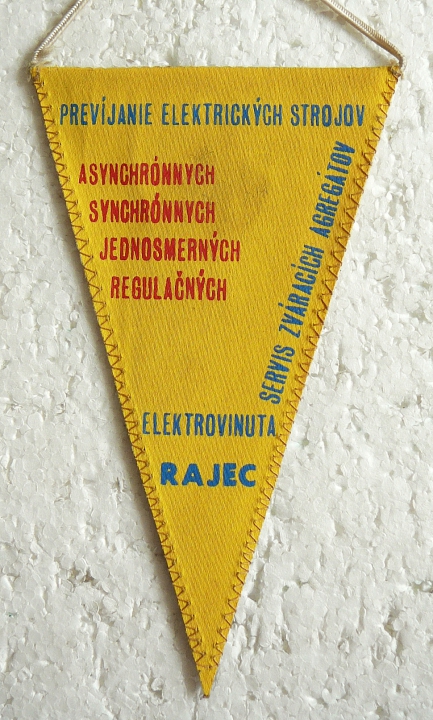 PREVÍJANIE ELEKTRICKÝCH STROJOV
ASYNCHRÓNNYCH
SYNCHRÓNNYCH
JEDNOSMERNÝCH
REGULAČNÝCH
SERVIS ZVÁRACÍCH AGREGÁTOV
ELEKTROVINUTA
RAJEC